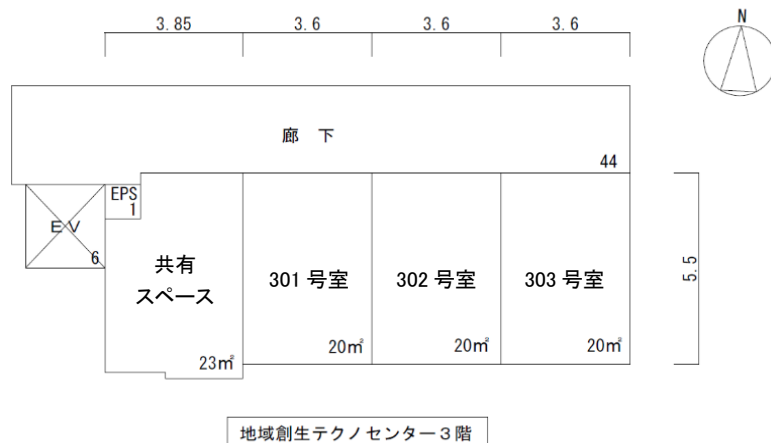 3.85 3.6 3.6 3.6
N
廊 下
44
EPS
1
EV
6
共有
スペース
23㎡
301 号室
20㎡
302 号室
20㎡
303 号室
20㎡
5.5
地域創生テクノセンター３階